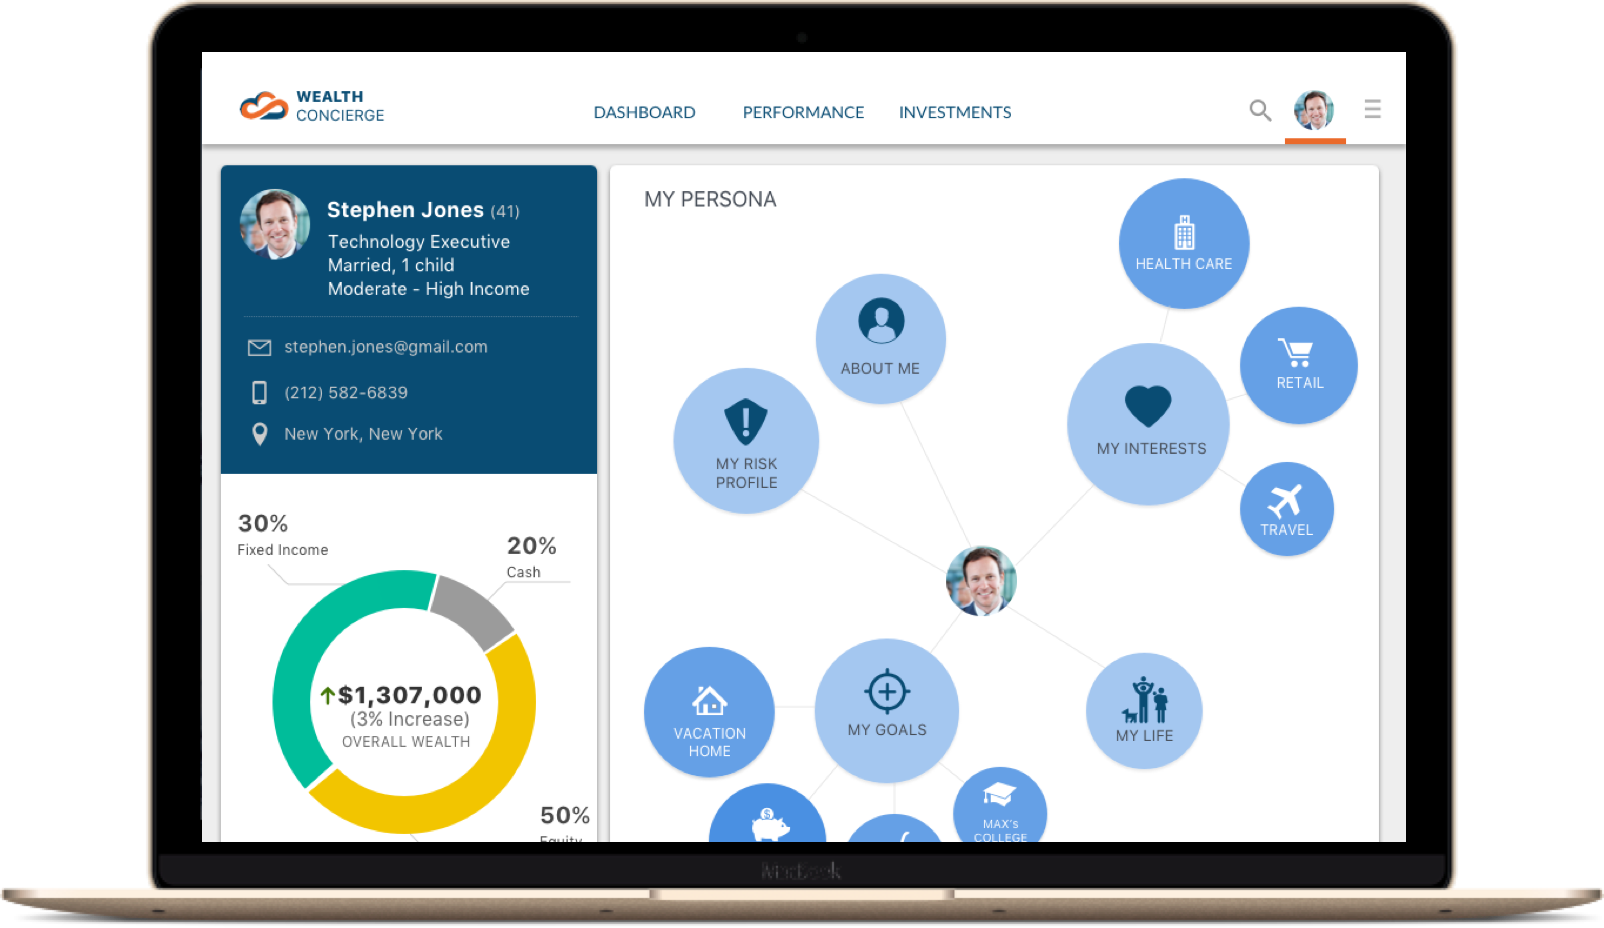 WEALTH
CONCIERGE
DASHBOARD
PERFORMANCE
INVESTMENTS
Stephen Jones (41)
Technology Executive
Married, 1 child
Moderate - High Income
stephen.jones@gmail.com
(212) 582-6839
New York, New York
30%
Fixed Income
20%
Cash
$1,307,000
(3% Increase)
OVERALL WEALTH
50%
Equity
MY PERSONA
H
HEALTH CARE
ABOUT ME
RETAIL
MY INTERESTS
MY RISK
PROFILE
TRAVEL
VACATION
HOME
MY GOALS
MY LIFE
$
MAX's
COLLEGE
MacBook